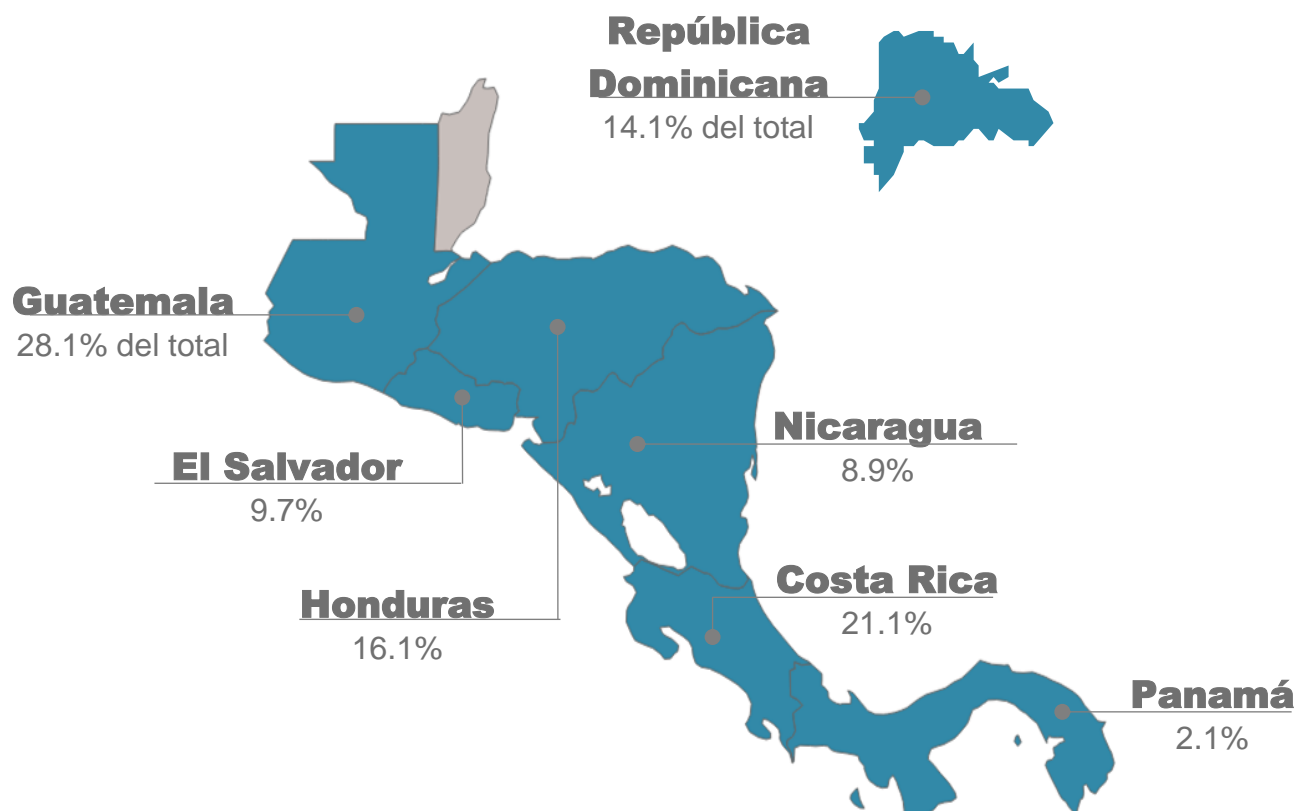 República
Dominicana
14.1% del total
Guatemala
28.1% del total
Nicaragua
8.9%
El Salvador
9.7%
Costa Rica
21.1%
Honduras
16.1%
Panamá
2.1%